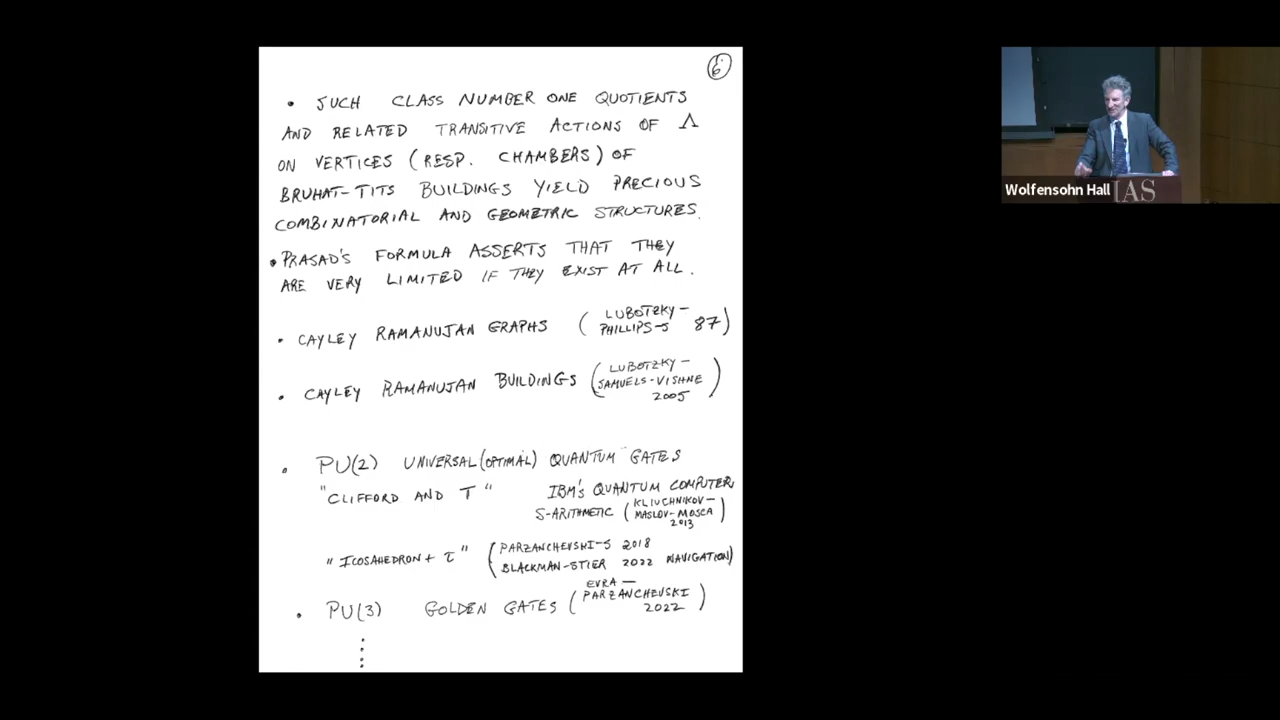 6
• SUCH CLASS NUMBER ONE QUOTIENTS
AND RELATED TRANSITIVE ACTIONS OF Λ
ON VERTICES (RESP. CHAMBERS) OF
BRUHAT-TITS BUILDINGS YIELD PRECIOUS
COMBINATORIAL AND GEOMETRIC STRUCTURES.
• PRASAD'S FORMULA ASSERTS THAT THEY
ARE VERY LIMITED IF THEY EXIST AT ALL.
• CAYLEY RAMANUJAN GRAPHS (LUBOTZKY-
PHILLIPS-S 87)
• CAYLEY RAMANUJAN BUILDINGS (LUBOTZKY-
SAMUELS-VISHNE
2005)
• PU(2) UNIVERSAL (OPTIMAL) QUANTUM GATES
"CLIFFORD AND T" IBM'S QUANTUM COMPUTER
S-ARITHMETIC (KLIUCHNIKOV-
MASLOV-MOSCA
2013)
"ICOSAHEDRON + τ" (PARZANCHEVSKI-S 2018
BLACKMAN-STIER 2022 NAVIGATION)
• PU(3) GOLDEN GATES (EVRA-
PARZANCHEVSKI
2022)
Wolfensohn Hall
IAS